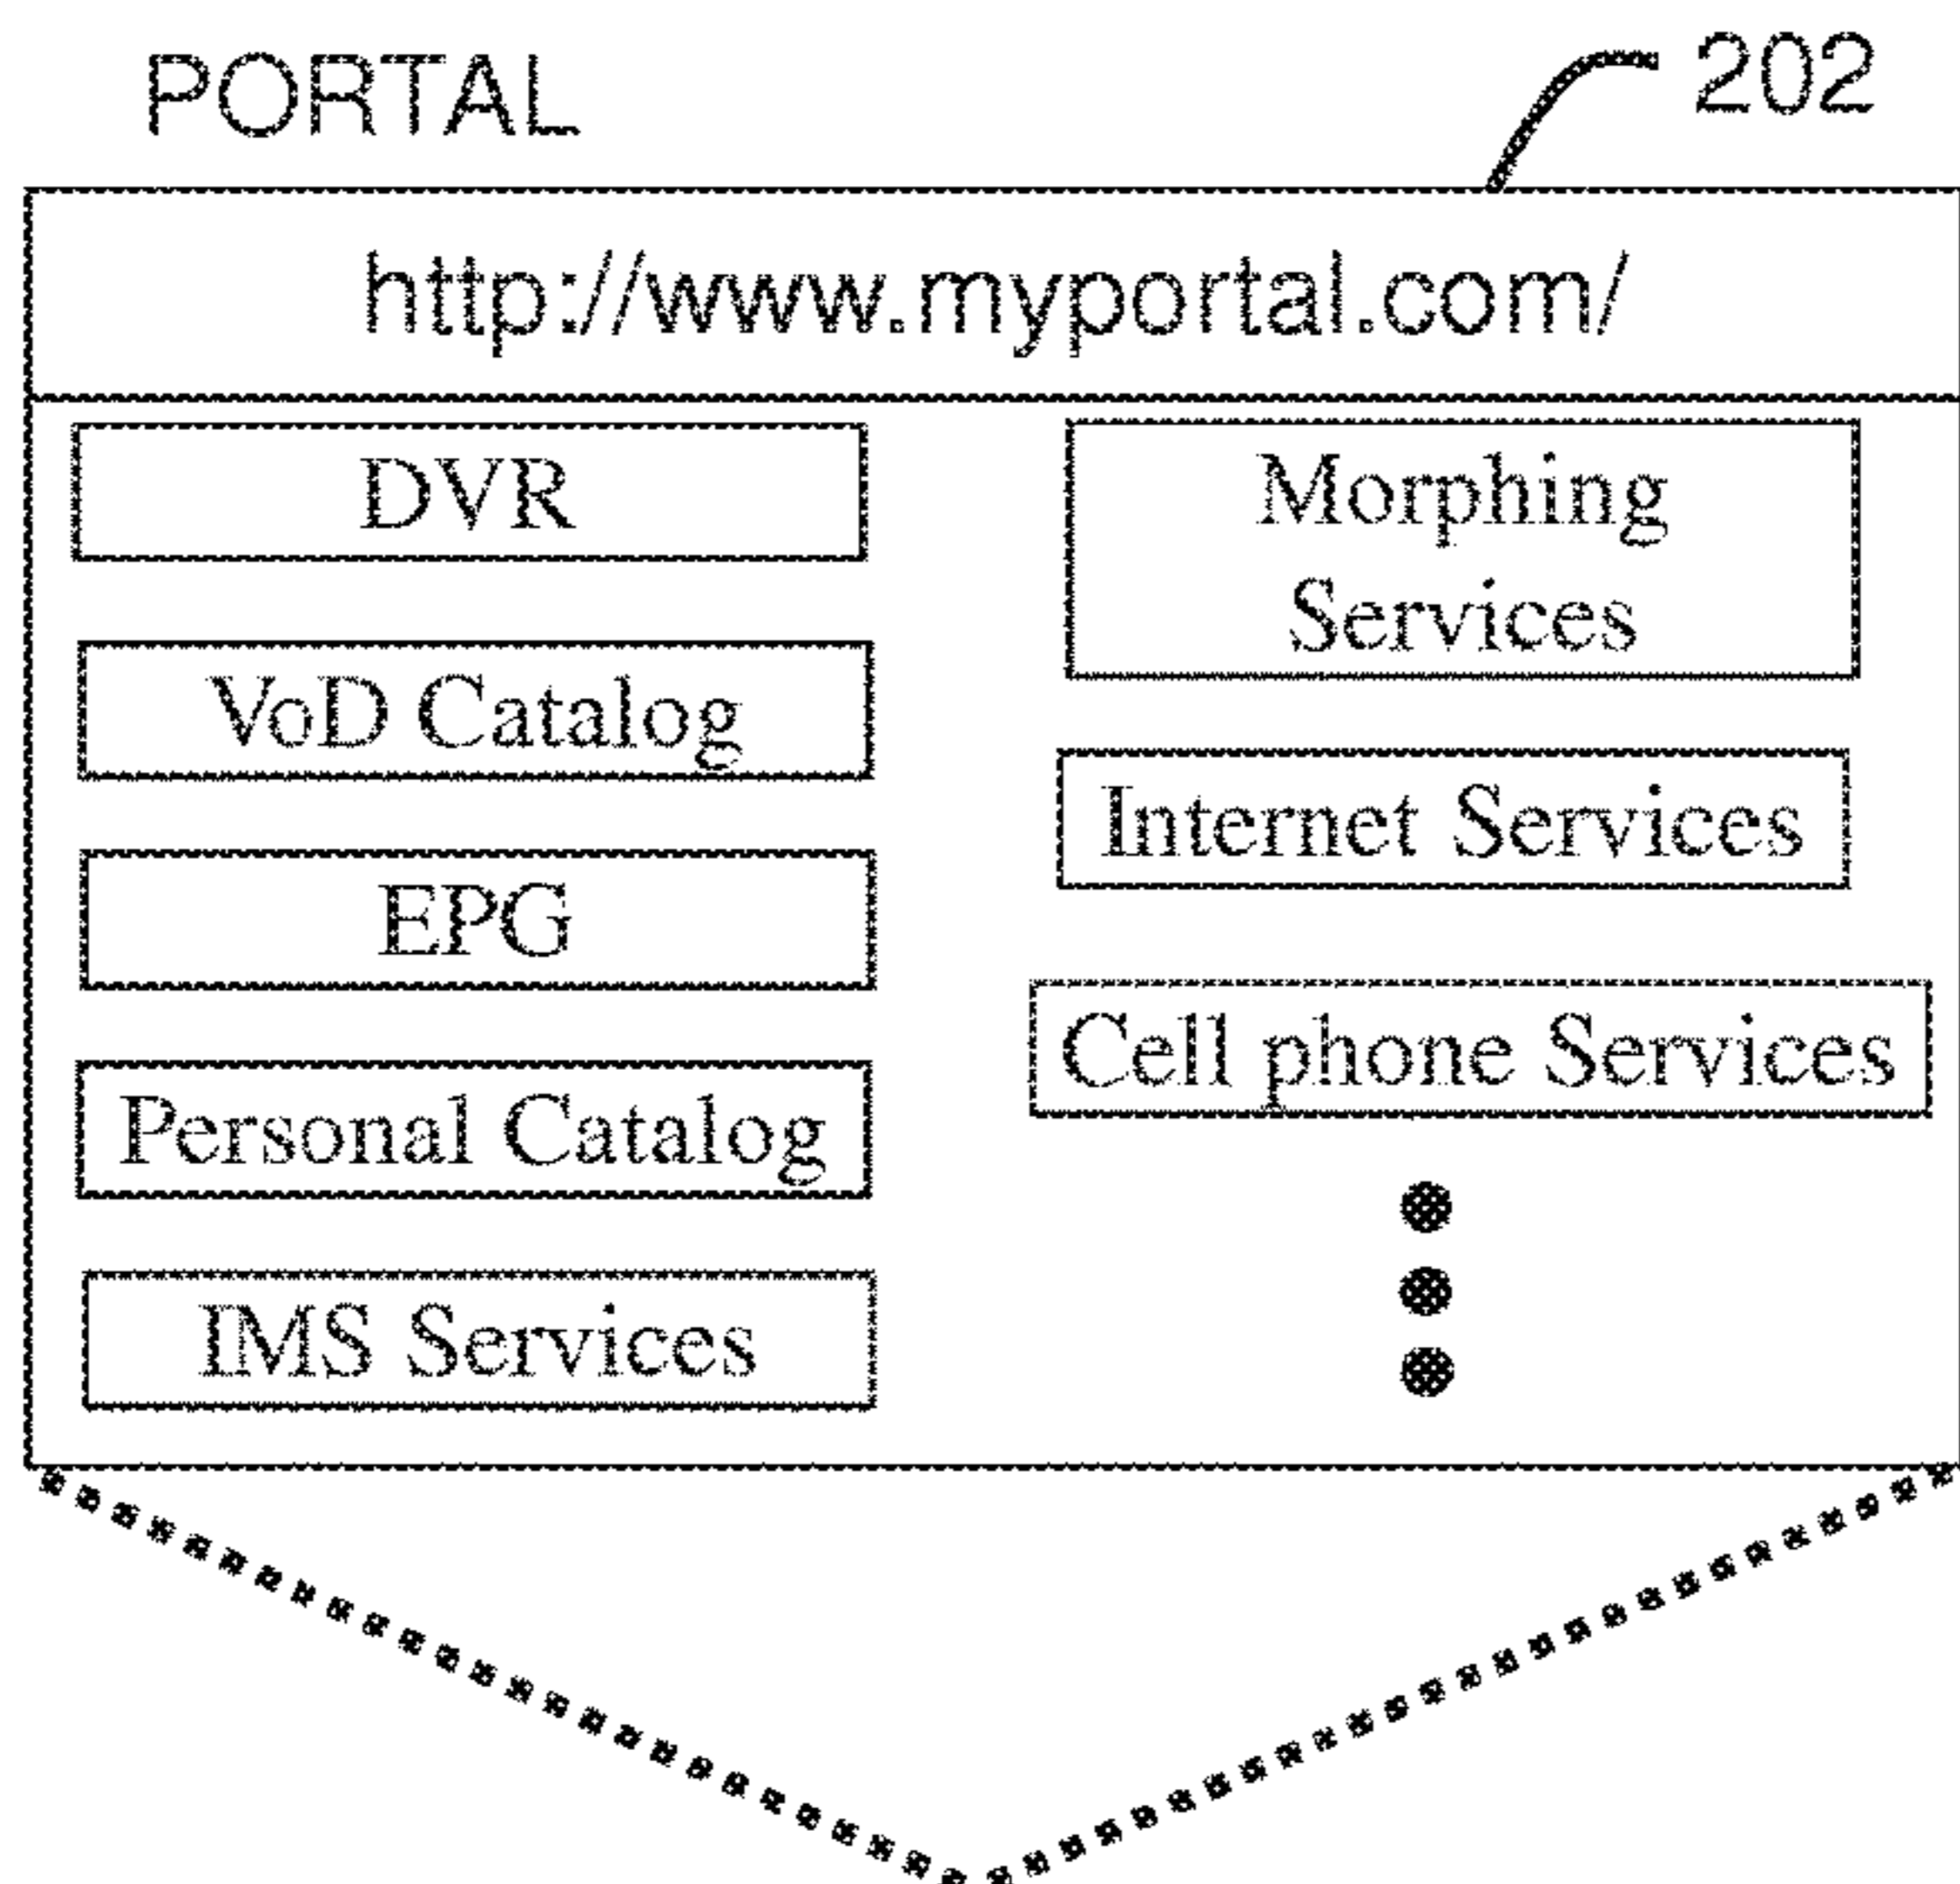 PORTAL
202
http://www.myportal.com/
DVR
VoD Catalog
EPG
Personal Catalog
IMS Services
Morphing
Services
Internet Services
Cell phone Services